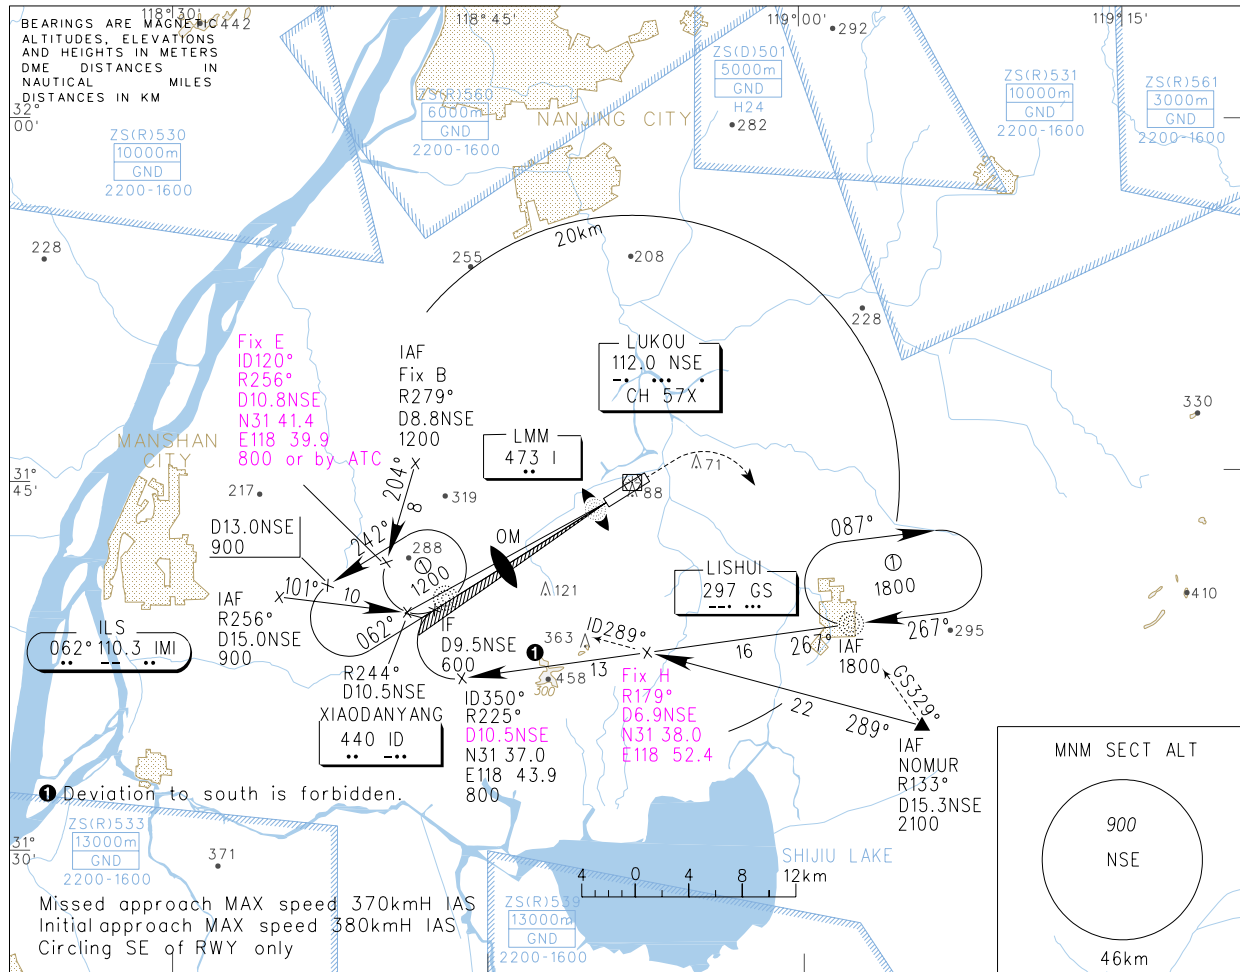 BEARINGS ARE MAGNETIC
ALTITUDES, ELEVATIONS
AND HEIGHTS IN METERS
DME DISTANCES IN
NAUTICAL MILES
DISTANCES IN KM
118°30'
442
118°45'
119°00'
119°15'
32°
00'
292
ZS(D)501
5000m
GND
H24
282
ZS(R)531
10000m
GND
2200-1600
ZS(R)561
3000m
GND
2200-1600
ZS(R)560
6000m
GND
2200-1600
NANJING CITY
ZS(R)530
10000m
GND
2200-1600
228
255
20km
208
228
330
Fix E
ID120°
R256°
D10.8NSE
N31 41.4
E118 39.9
800 or by ATC
IAF
Fix B
R279°
D8.8NSE
1200
LUKOU
112.0 NSE
CH 57X
LMM
473 I
MANSHAN
CITY
31°
45'
217
204°
8
319
71
88
D13.0NSE
900
242°
288
1
1200
OM
087°
1
1800
LISHUI
297 GS
121
101°
10
IAF
R256°
D15.0NSE
900
062°
IF
D9.5NSE
600
363
ID289°
16
267°
267°
295
410
IAF
1800
ILS
062° 110.3 IMI
1
13
458
300
R244°
D10.5NSE
XIAODANYANG
440 ID
ID350°
R225°
D10.5NSE
N31 37.0
E118 43.9
800
Fix H
R179°
D6.9NSE
N31 38.0
E118 52.4
22
289°
GS329°
IAF
NOMUR
R133°
D15.3NSE
2100
MNM SECT ALT
900
NSE
46km
1 Deviation to south is forbidden.
ZS(R)533
13000m
GND
2200-1600
31°
30'
371
SHIJIU LAKE
4 0 4 8 12km
ZS(R)539
13000m
GND
2200-1600
Missed approach MAX speed 370kmH IAS
Initial approach MAX speed 380kmH IAS
Circling SE of RWY only